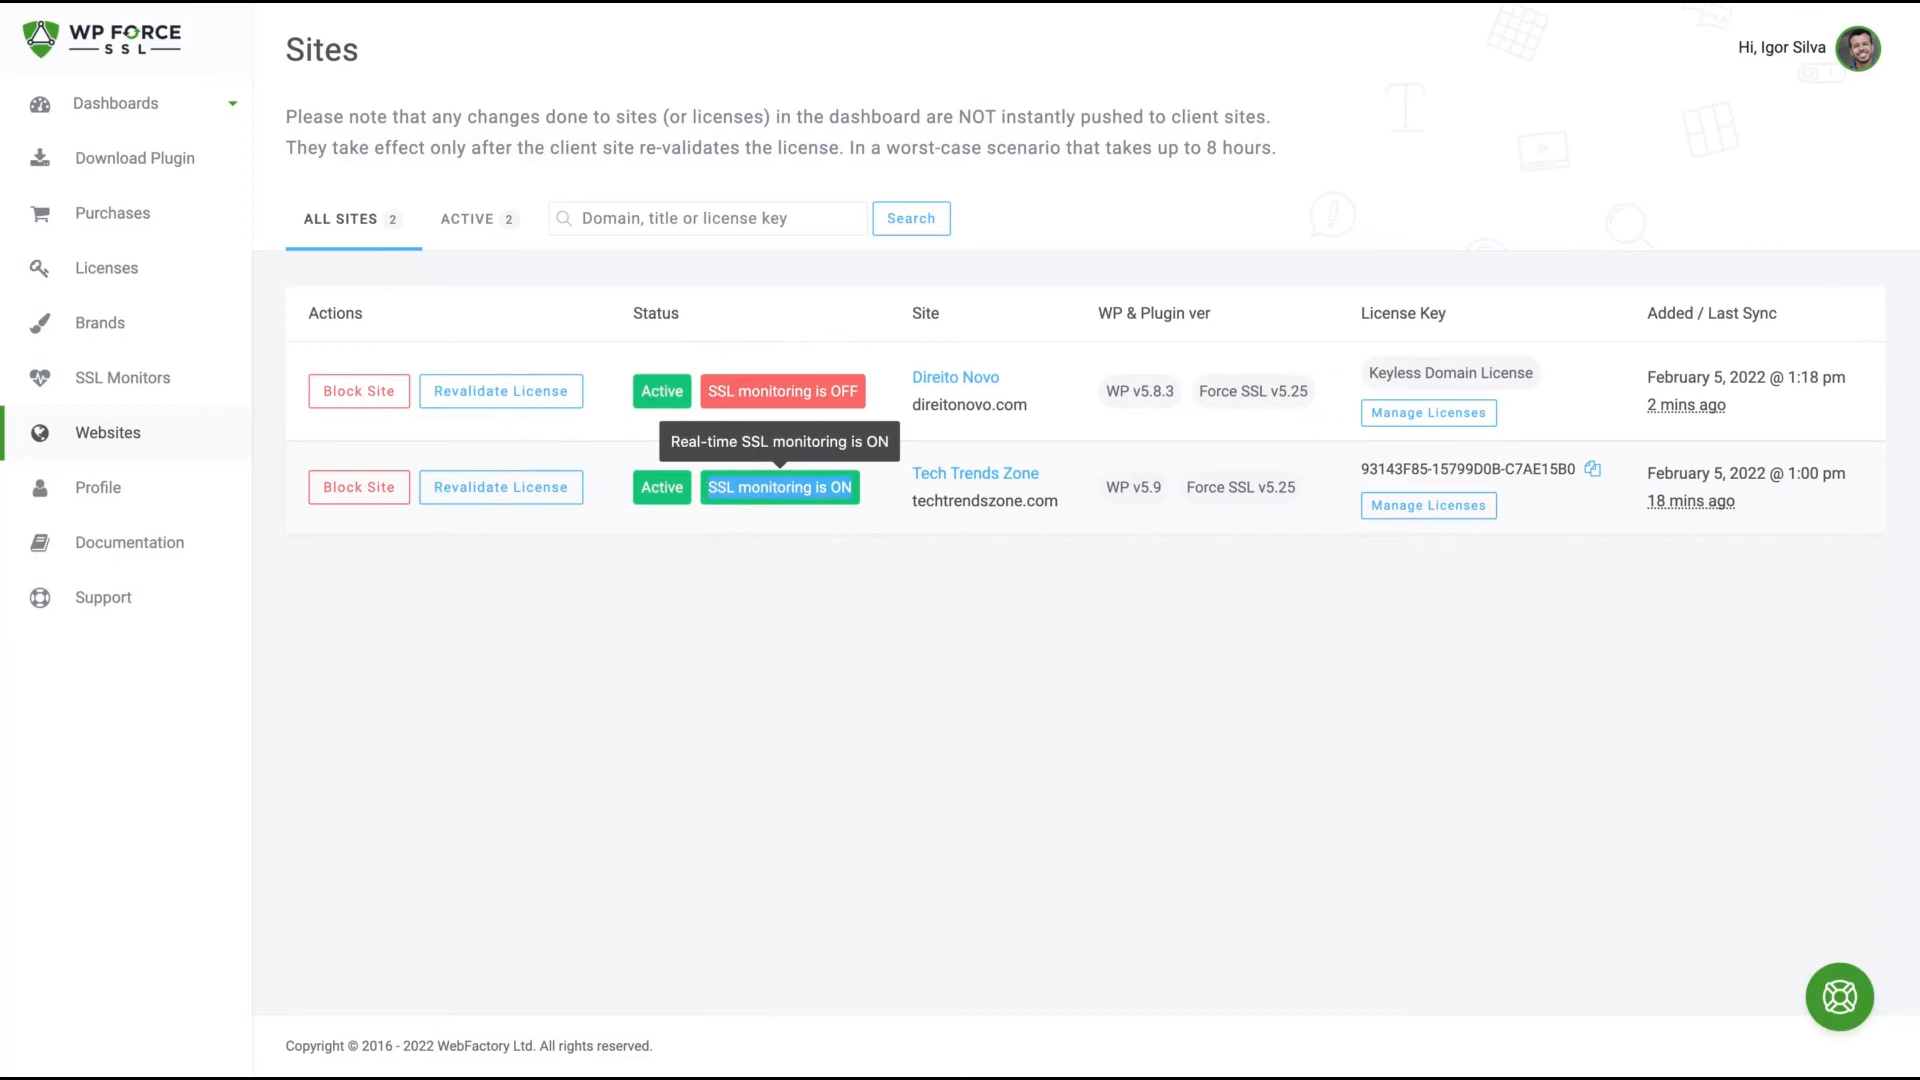 WP FORCE
SSL
Dashboards
Download Plugin
Purchases
Licenses
Brands
SSL Monitors
Websites
Profile
Documentation
Support
Sites
Hi, Igor Silva
Please note that any changes done to sites (or licenses) in the dashboard are NOT instantly pushed to client sites.
They take effect only after the client site re-validates the license. In a worst-case scenario that takes up to 8 hours.
ALL SITES 2 ACTIVE 2 Domain, title or license key Search
Actions Status Site WP & Plugin ver License Key Added / Last Sync
Block Site Revalidate License Active SSL monitoring is OFF Direito Novo WP v5.8.3 Force SSL v5.25 Keyless Domain License February 5, 2022 @ 1:18 pm
direitonovo.com Manage Licenses 2 mins ago
Real-time SSL monitoring is ON
Block Site Revalidate License Active SSL monitoring is ON Tech Trends Zone WP v5.9 Force SSL v5.25 93143F85-15799D0B-C7AE15B0 February 5, 2022 @ 1:00 pm
techtrendszone.com Manage Licenses 18 mins ago
Copyright © 2016 - 2022 WebFactory Ltd. All rights reserved.